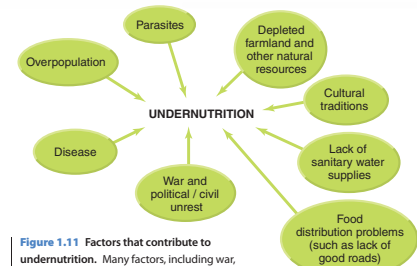 Parasites
Depleted
farmland and
other natural
resources
Overpopulation
Cultural
traditions
UNDERNUTRITION
Disease
Lack of
sanitary water
supplies
War and
political / civil
unrest
Food
distribution problems
(such as lack of
good roads)
Figure 1.11 Factors that contribute to
undernutrition. Many factors, including war,